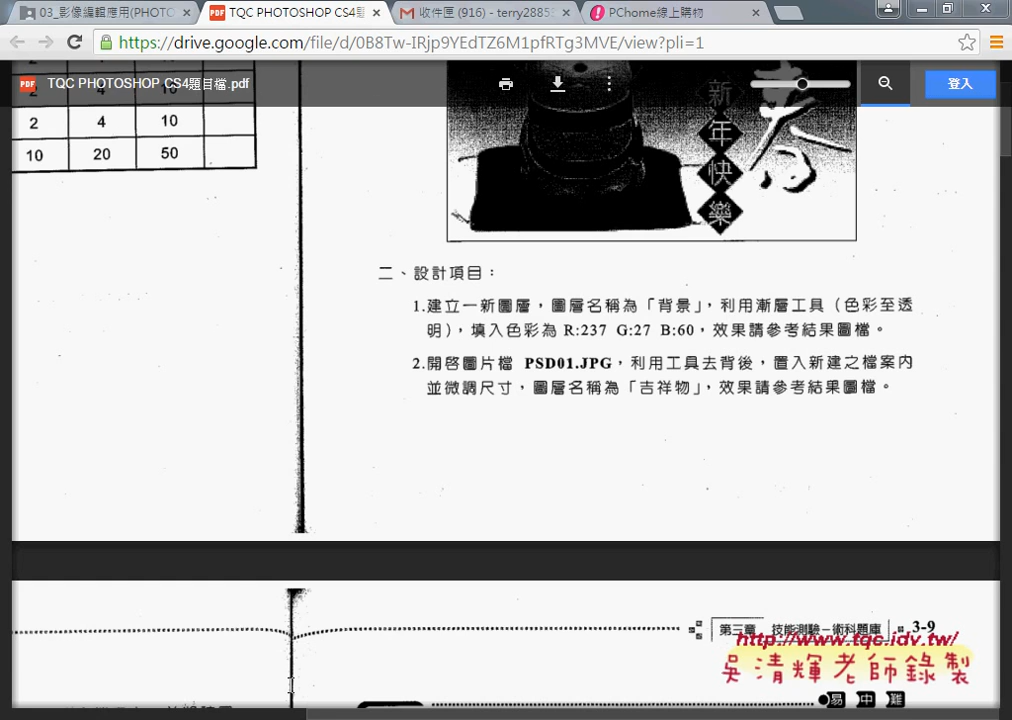 03_影像編輯應用(PHOTO
TQC PHOTOSHOP CS4題
收件匣 (916) - terry2885
PChome線上購物
https://drive.google.com/file/d/0B8Tw-IRjp9YEdTZ6M1pfRTg3MVE/view?pli=1
PDF TQC PHOTOSHOP CS4題目檔.pdf
登入
2 4 10
2 4 10
10 20 50
新年快樂
春
二、設計項目：
1.建立一新圖層，圖層名稱為「背景」，利用漸層工具（色彩至透
明），填入色彩為 R:237 G:27 B:60，效果請參考結果圖檔。
2.開啓圖片檔 PSD01.JPG，利用工具去背後，置入新建之檔案內
並微調尺寸，圖層名稱為「吉祥物」，效果請參考結果圖檔。
第三章 技能測驗－術科題庫 3-9
http://www.tqc.idv.tw/
吳清輝老師錄製
易 中 難